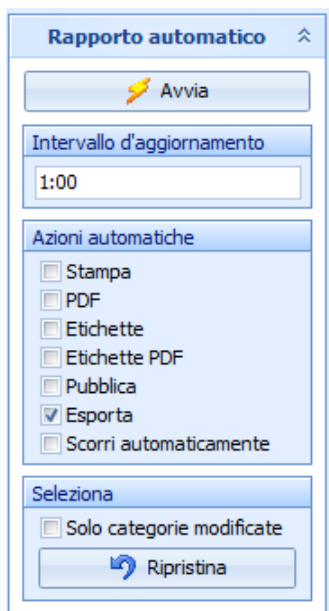 Rapporto automatico
Avvia
Intervallo d'aggiornamento
1:00
Azioni automatiche
Stampa
PDF
Etichette
Etichette PDF
Pubblica
Esporta
Scorri automaticamente
Seleziona
Solo categorie modificate
Ripristina